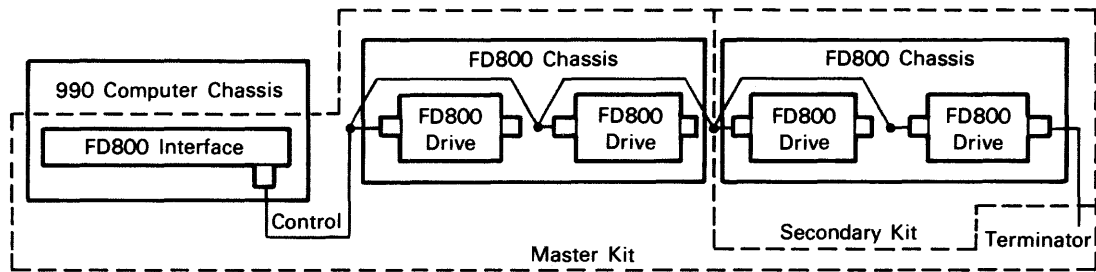 990 Computer Chassis
FD800 Interface
Control
FD800 Chassis
FD800
Drive
FD800
Drive
FD800 Chassis
FD800
Drive
FD800
Drive
Secondary Kit
Terminator
Master Kit